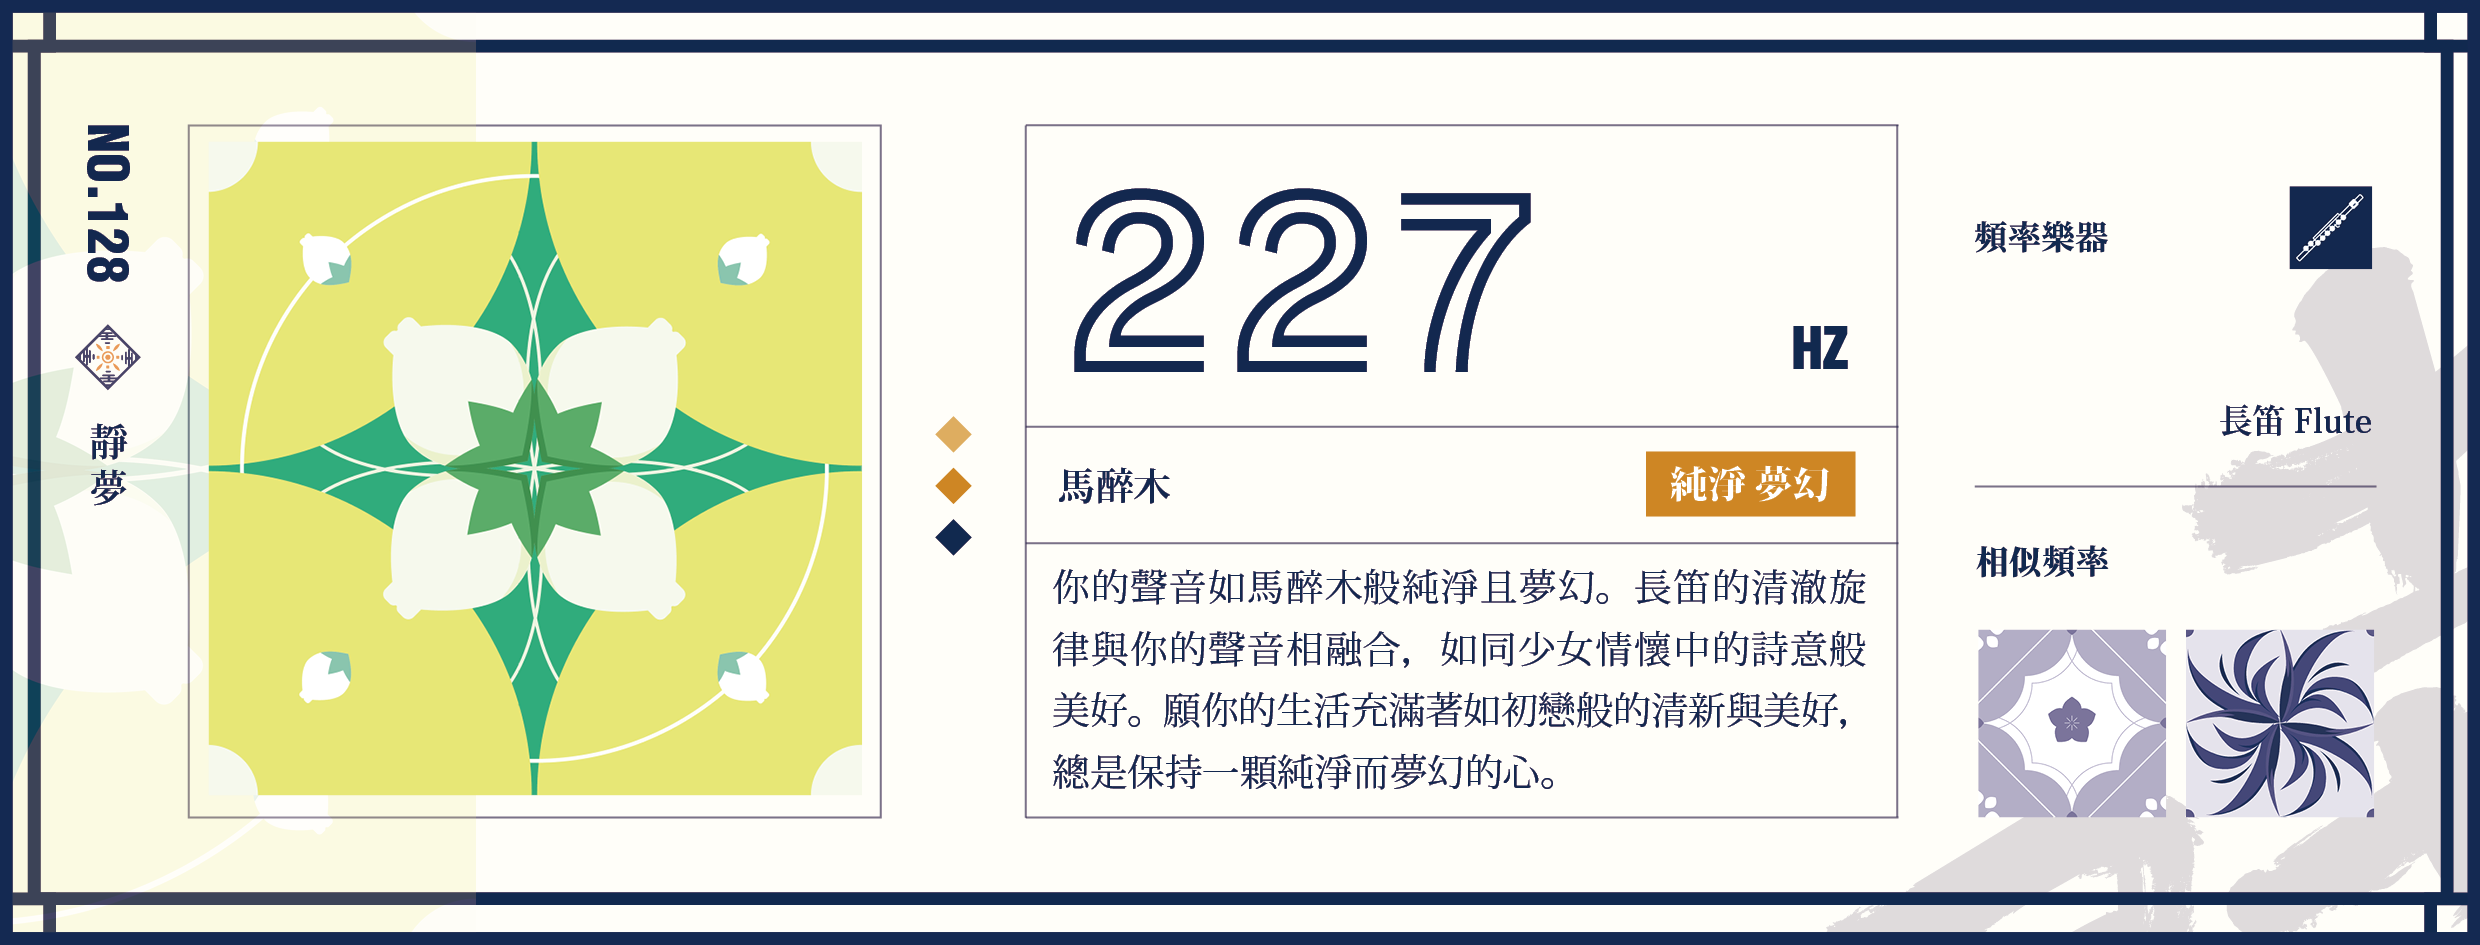 NO.128
靜夢
227
HZ
馬醉木
純淨 夢幻
你的聲音如馬醉木般純淨且夢幻。長笛的清澈旋
律與你的聲音相融合，如同少女情懷中的詩意般
美好。願你的生活充滿著如初戀般的清新與美好，
總是保持一顆純淨而夢幻的心。
頻率樂器
長笛 Flute
相似頻率